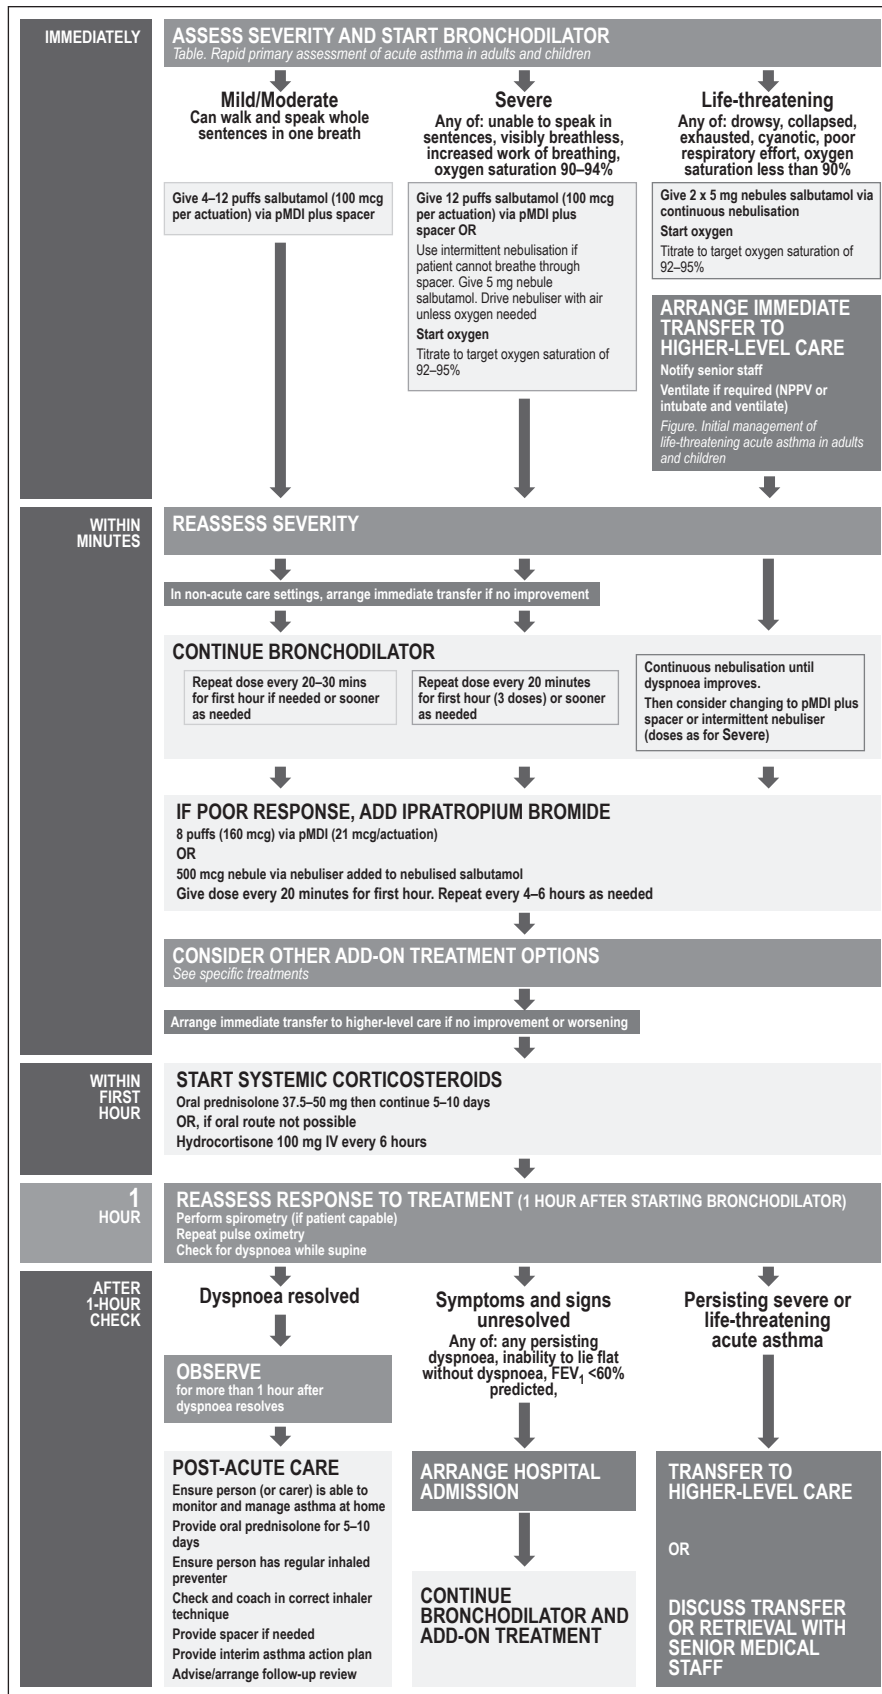 IMMEDIATELY
ASSESS SEVERITY AND START BRONCHODILATOR
Table. Rapid primary assessment of acute asthma in adults and children
Mild/Moderate
Can walk and speak whole
sentences in one breath
Give 4–12 puffs salbutamol (100 mcg
per actuation) via pMDI plus spacer
Severe
Any of: unable to speak in
sentences, visibly breathless,
increased work of breathing,
oxygen saturation 90–94%
Give 12 puffs salbutamol (100 mcg
per actuation) via pMDI plus
spacer OR
Use intermittent nebulisation if
patient cannot breathe through
spacer. Give 5 mg nebule
salbutamol. Drive nebuliser with air
unless oxygen needed
Start oxygen
Titrate to target oxygen saturation of
92–95%
Life-threatening
Any of: drowsy, collapsed,
exhausted, cyanotic, poor
respiratory effort, oxygen
saturation less than 90%
Give 2 x 5 mg nebules salbutamol via
continuous nebulisation
Start oxygen
Titrate to target oxygen saturation of
92–95%
ARRANGE IMMEDIATE
TRANSFER TO
HIGHER-LEVEL CARE
Notify senior staff
Ventilate if required (NPPV or
intubate and ventilate)
Figure. Initial management of
life-threatening acute asthma in adults
and children
WITHIN
MINUTES
REASSESS SEVERITY
In non-acute care settings, arrange immediate transfer if no improvement
CONTINUE BRONCHODILATOR
Repeat dose every 20–30 mins
for first hour if needed or sooner
as needed
Repeat dose every 20 minutes
for first hour (3 doses) or sooner
as needed
Continuous nebulisation until
dyspnoea improves.
Then consider changing to pMDI plus
spacer or intermittent nebuliser
(doses as for Severe)
IF POOR RESPONSE, ADD IPRATROPIUM BROMIDE
8 puffs (160 mcg) via pMDI (21 mcg/actuation)
OR
500 mcg nebule via nebuliser added to nebulised salbutamol
Give dose every 20 minutes for first hour. Repeat every 4–6 hours as needed
CONSIDER OTHER ADD-ON TREATMENT OPTIONS
See specific treatments
Arrange immediate transfer to higher-level care if no improvement or worsening
WITHIN
FIRST
HOUR
START SYSTEMIC CORTICOSTEROIDS
Oral prednisolone 37.5–50 mg then continue 5–10 days
OR, if oral route not possible
Hydrocortisone 100 mg IV every 6 hours
1
HOUR
REASSESS RESPONSE TO TREATMENT (1 HOUR AFTER STARTING BRONCHODILATOR)
Perform spirometry (if patient capable)
Repeat pulse oximetry
Check for dyspnoea while supine
AFTER
1-HOUR
CHECK
Dyspnoea resolved
OBSERVE
for more than 1 hour after
dyspnoea resolves
POST-ACUTE CARE
Ensure person (or carer) is able to
monitor and manage asthma at home
Provide oral prednisolone for 5–10
days
Ensure person has regular inhaled
preventer
Check and coach in correct inhaler
technique
Provide spacer if needed
Provide interim asthma action plan
Advise/arrange follow-up review
Symptoms and signs
unresolved
Any of: any persisting
dyspnoea, inability to lie flat
without dyspnoea, FEV1 <60%
predicted,
ARRANGE HOSPITAL
ADMISSION
CONTINUE
BRONCHODILATOR AND
ADD-ON TREATMENT
Persisting severe or
life-threatening
acute asthma
TRANSFER TO
HIGHER-LEVEL CARE
OR
DISCUSS TRANSFER
OR RETRIEVAL WITH
SENIOR MEDICAL
STAFF